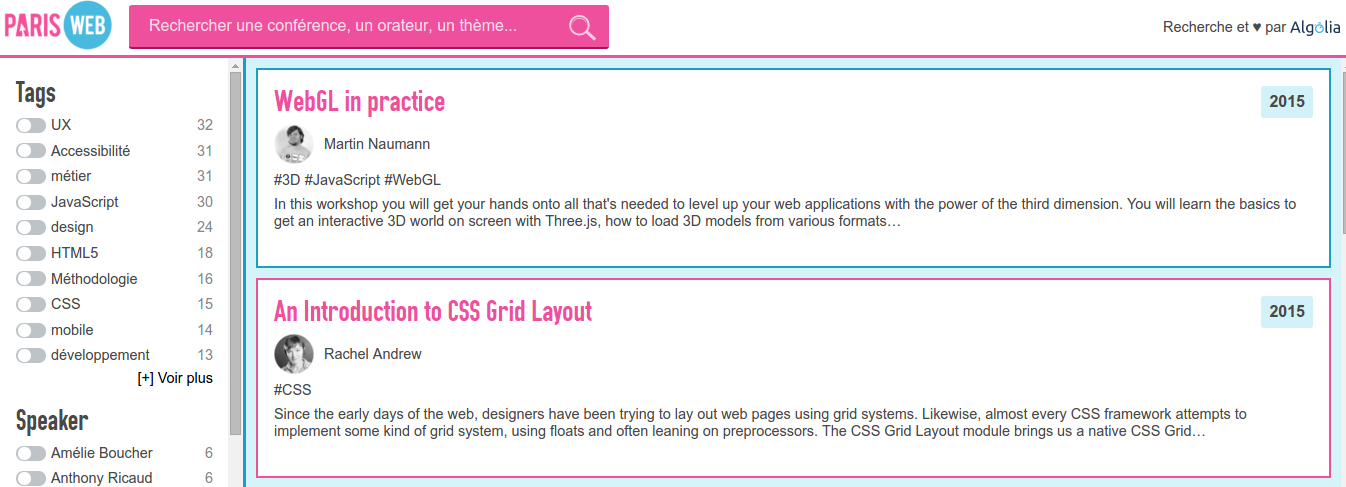 PARIS WEB
Rechercher une conférence, un orateur, un thème...
Recherche et ♥ par Algolia
Tags
UX 32
Accessibilité 31
métier 31
JavaScript 30
design 24
HTML5 18
Méthodologie 16
CSS 15
mobile 14
développement 13
[+] Voir plus
Speaker
Amélie Boucher 6
Anthony Ricaud 6
WebGL in practice
2015
Martin Naumann
#3D #JavaScript #WebGL
In this workshop you will get your hands onto all that's needed to level up your web applications with the power of the third dimension. You will learn the basics to
get an interactive 3D world on screen with Three.js, how to load 3D models from various formats…
An Introduction to CSS Grid Layout
2015
Rachel Andrew
#CSS
Since the early days of the web, designers have been trying to lay out web pages using grid systems. Likewise, almost every CSS framework attempts to
implement some kind of grid system, using floats and often leaning on preprocessors. The CSS Grid Layout module brings us a native CSS Grid…